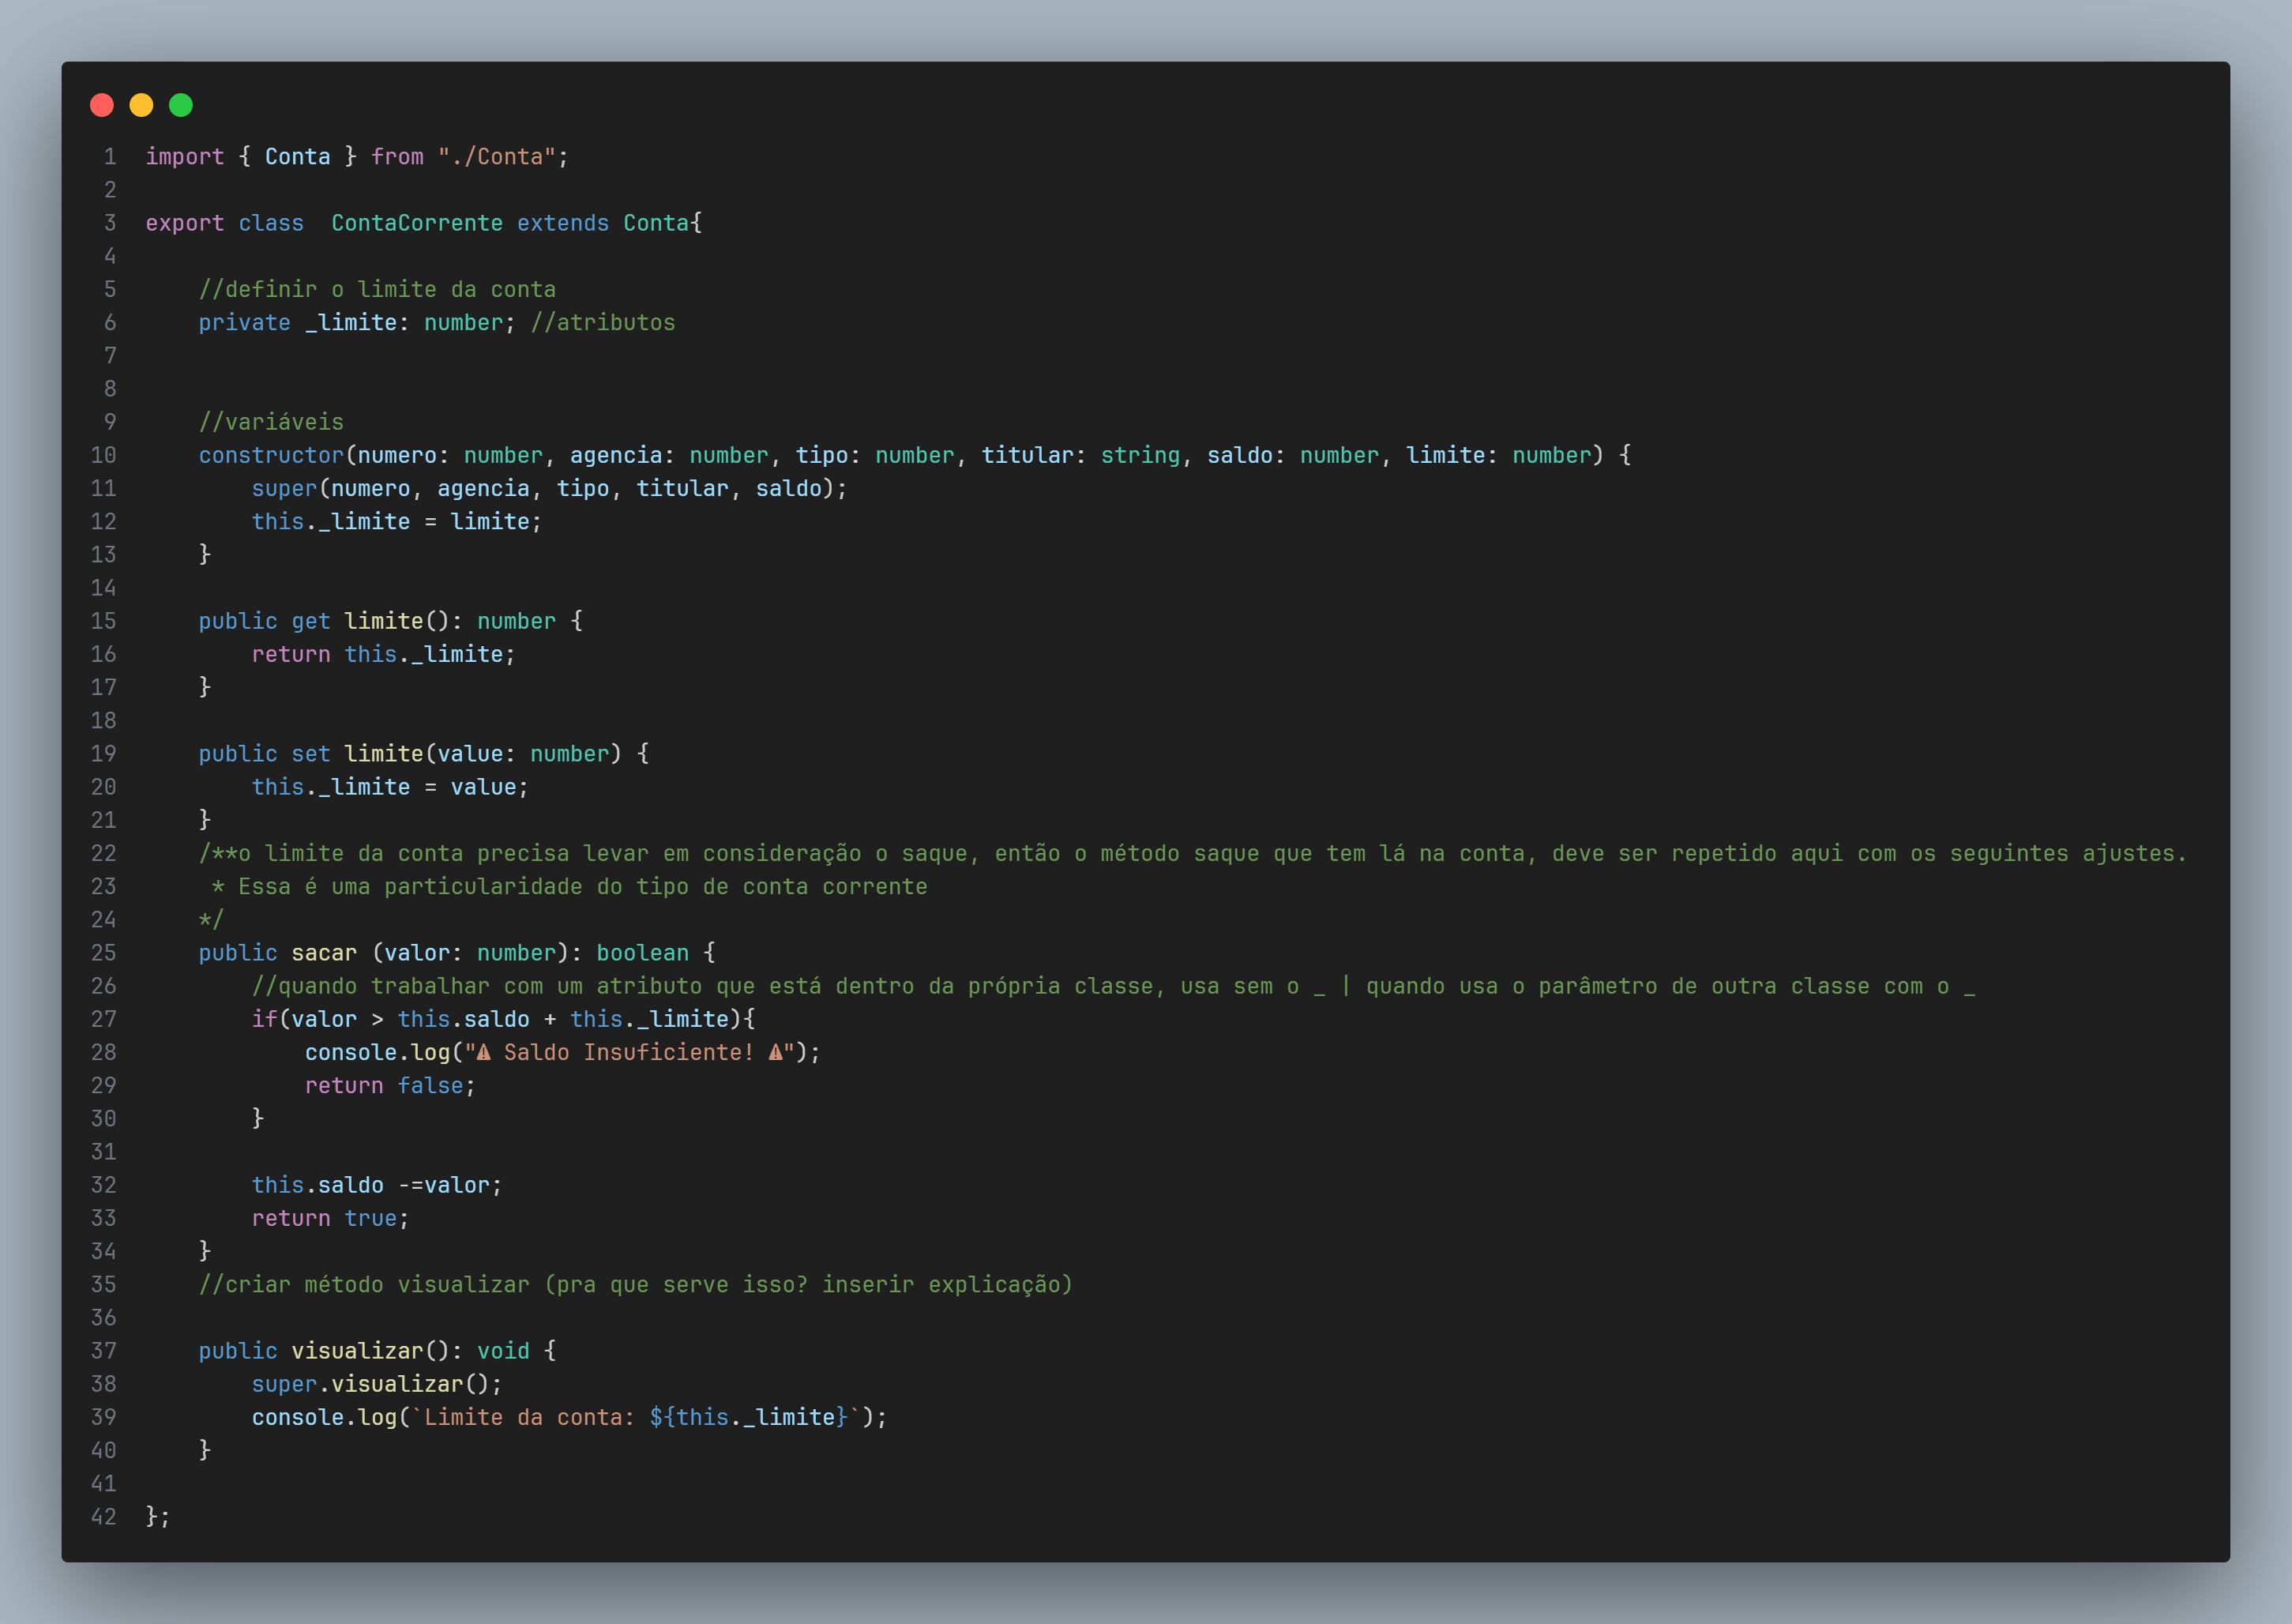 1 import { Conta } from "./Conta";
2
3 export class  ContaCorrente extends Conta{
4
5     //definir o limite da conta
6     private _limite: number; //atributos
7
8
9     //variáveis
10     constructor(numero: number, agencia: number, tipo: number, titular: string, saldo: number, limite: number) {
11         super(numero, agencia, tipo, titular, saldo);
12         this._limite = limite;
13     }
14
15     public get limite(): number {
16         return this._limite;
17     }
18
19     public set limite(value: number) {
20         this._limite = value;
21     }
22     /**o limite da conta precisa levar em consideração o saque, então o método saque que tem lá na conta, deve ser repetido aqui com os seguintes ajustes.
23      * Essa é uma particularidade do tipo de conta corrente
24     */
25     public sacar (valor: number): boolean {
26         //quando trabalhar com um atributo que está dentro da própria classe, usa sem o _ | quando usa o parâmetro de outra classe com o _
27         if(valor > this.saldo + this._limite){
28             console.log("⚠ Saldo Insuficiente! ⚠");
29             return false;
30         }
31
32         this.saldo -=valor;
33         return true;
34     }
35     //criar método visualizar (pra que serve isso? inserir explicação)
36
37     public visualizar(): void {
38         super.visualizar();
39         console.log(`Limite da conta: ${this._limite}`);
40     }
41
42 };